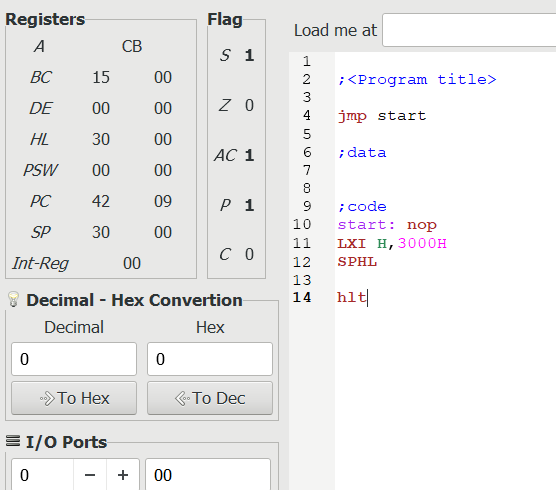 Registers
A CB
BC 15 00
DE 00 00
HL 30 00
PSW 00 00
PC 42 09
SP 30 00
Int-Reg 00
Flag
S 1
Z 0
AC 1
P 1
C 0
Decimal - Hex Convertion
Decimal Hex
0 0
To Hex To Dec
I/O Ports
0 − + 00
Load me at
1
2 ;<Program title>
3
4 jmp start
5
6 ;data
7
8
9 ;code
10 start: nop
11 LXI H,3000H
12 SPHL
13
14 hlt